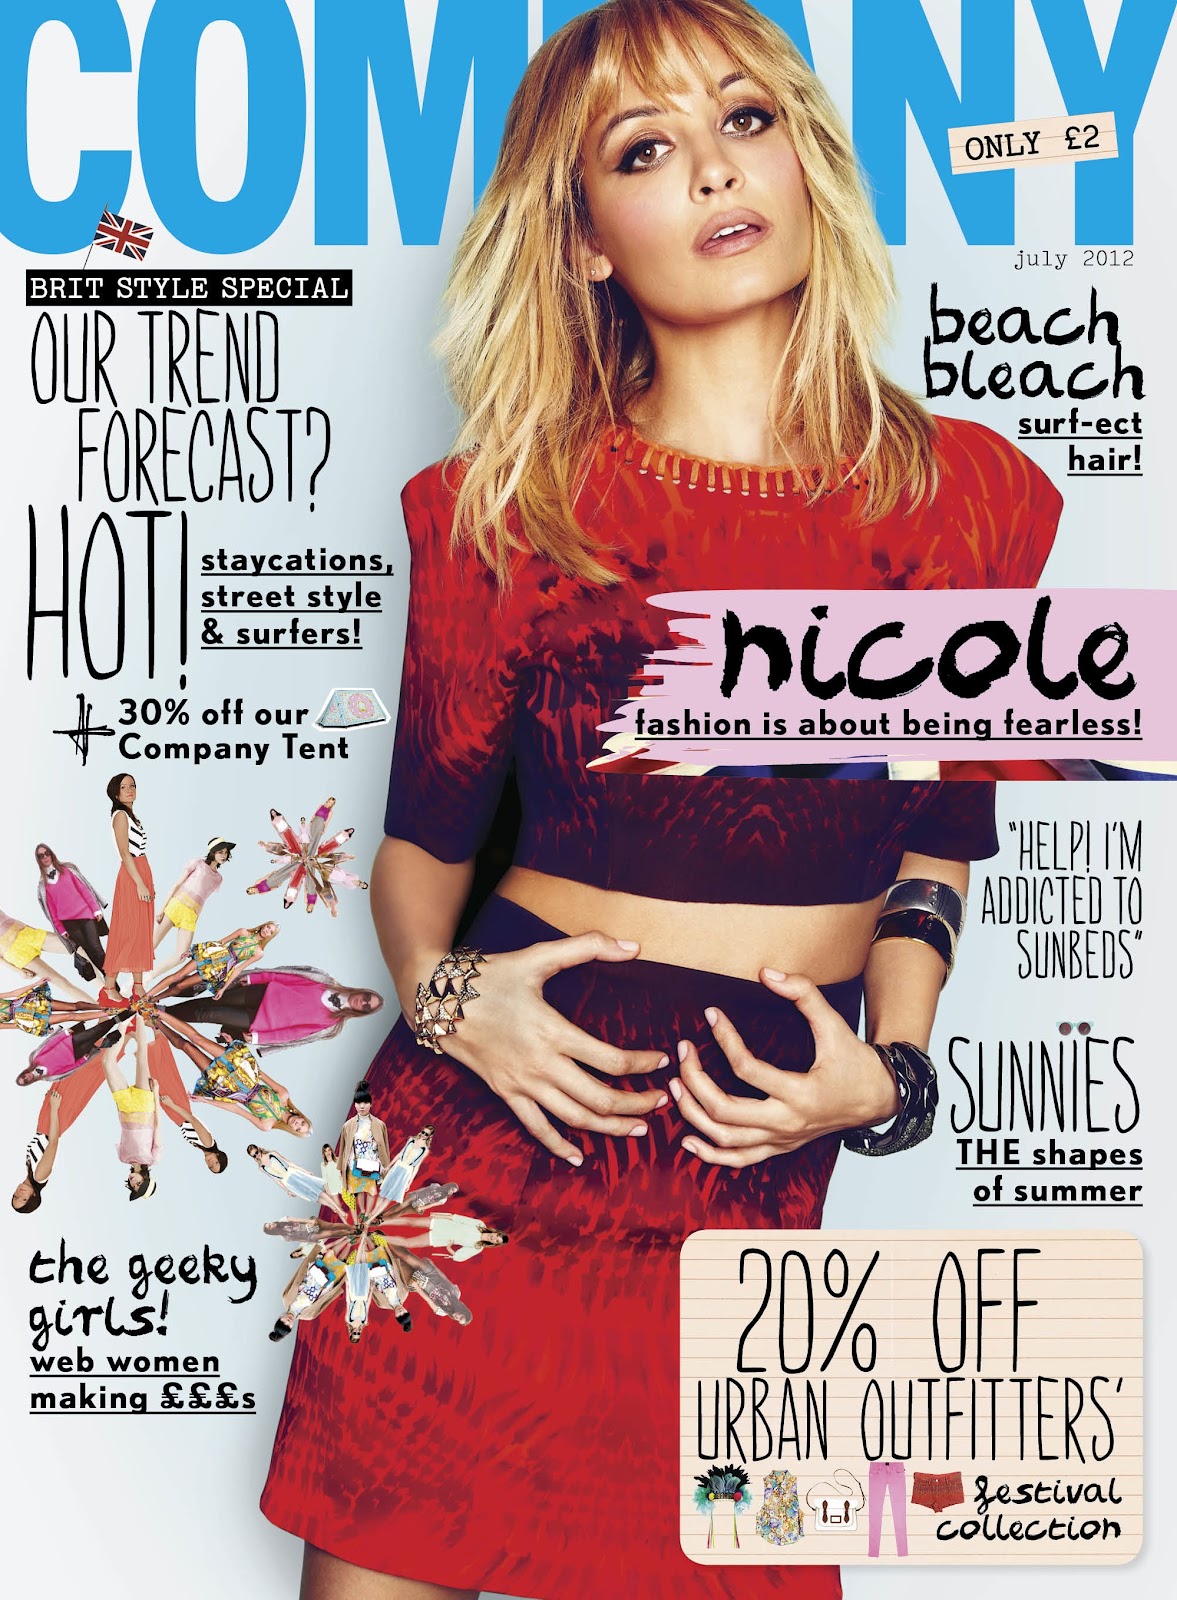 COMPANY
ONLY £2
july 2012
BRIT STYLE SPECIAL
OUR TREND
FORECAST?
HOT!
staycations,
street style
& surfers!
+ 30% off our
Company Tent
beach
bleach
surf-ect
hair!
nicole
fashion is about being fearless!
"HELP! I'M
ADDICTED TO
SUNBEDS"
SUNNIES
THE shapes
of summer
the geeky
girls!
web women
making £££s
20% OFF
URBAN OUTFITTERS'
festival
collection